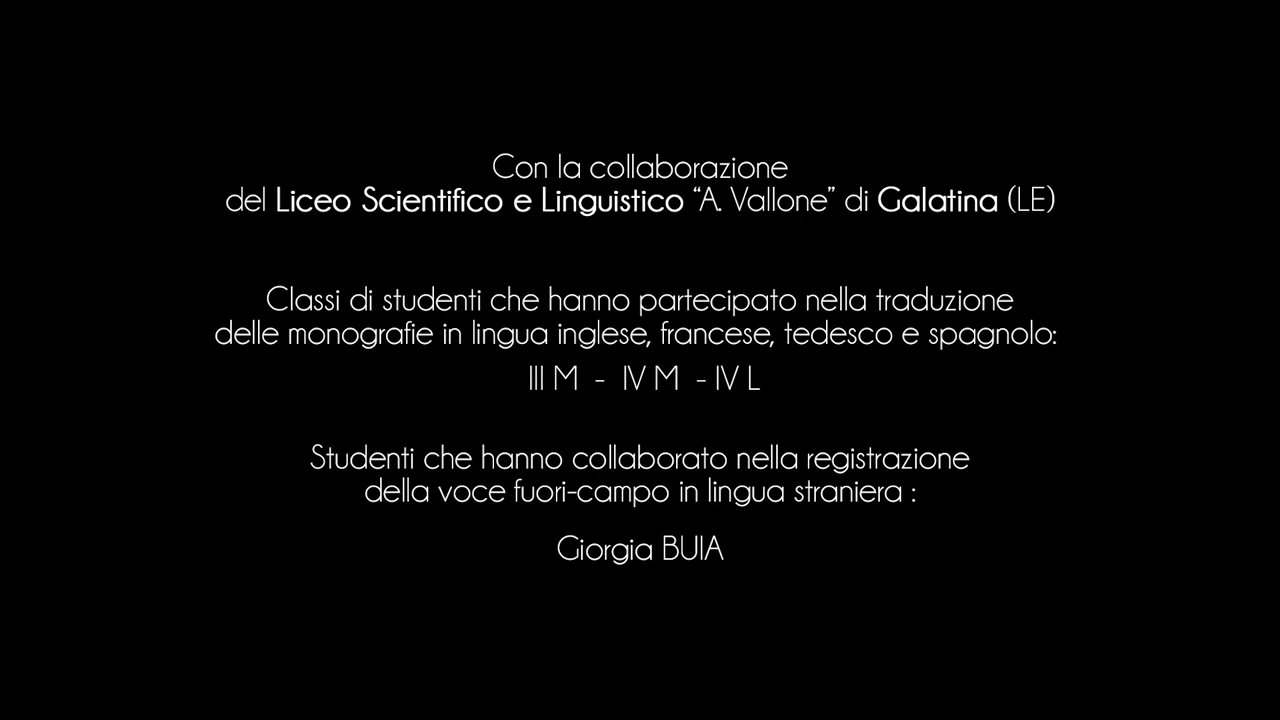 Con la collaborazione
del Liceo Scientifico e Linguistico “A. Vallone” di Galatina (LE)
Classi di studenti che hanno partecipato nella traduzione
delle monografie in lingua inglese, francese, tedesco e spagnolo:
III M - IV M - IV L
Studenti che hanno collaborato nella registrazione
della voce fuori-campo in lingua straniera :
Giorgia BUIA